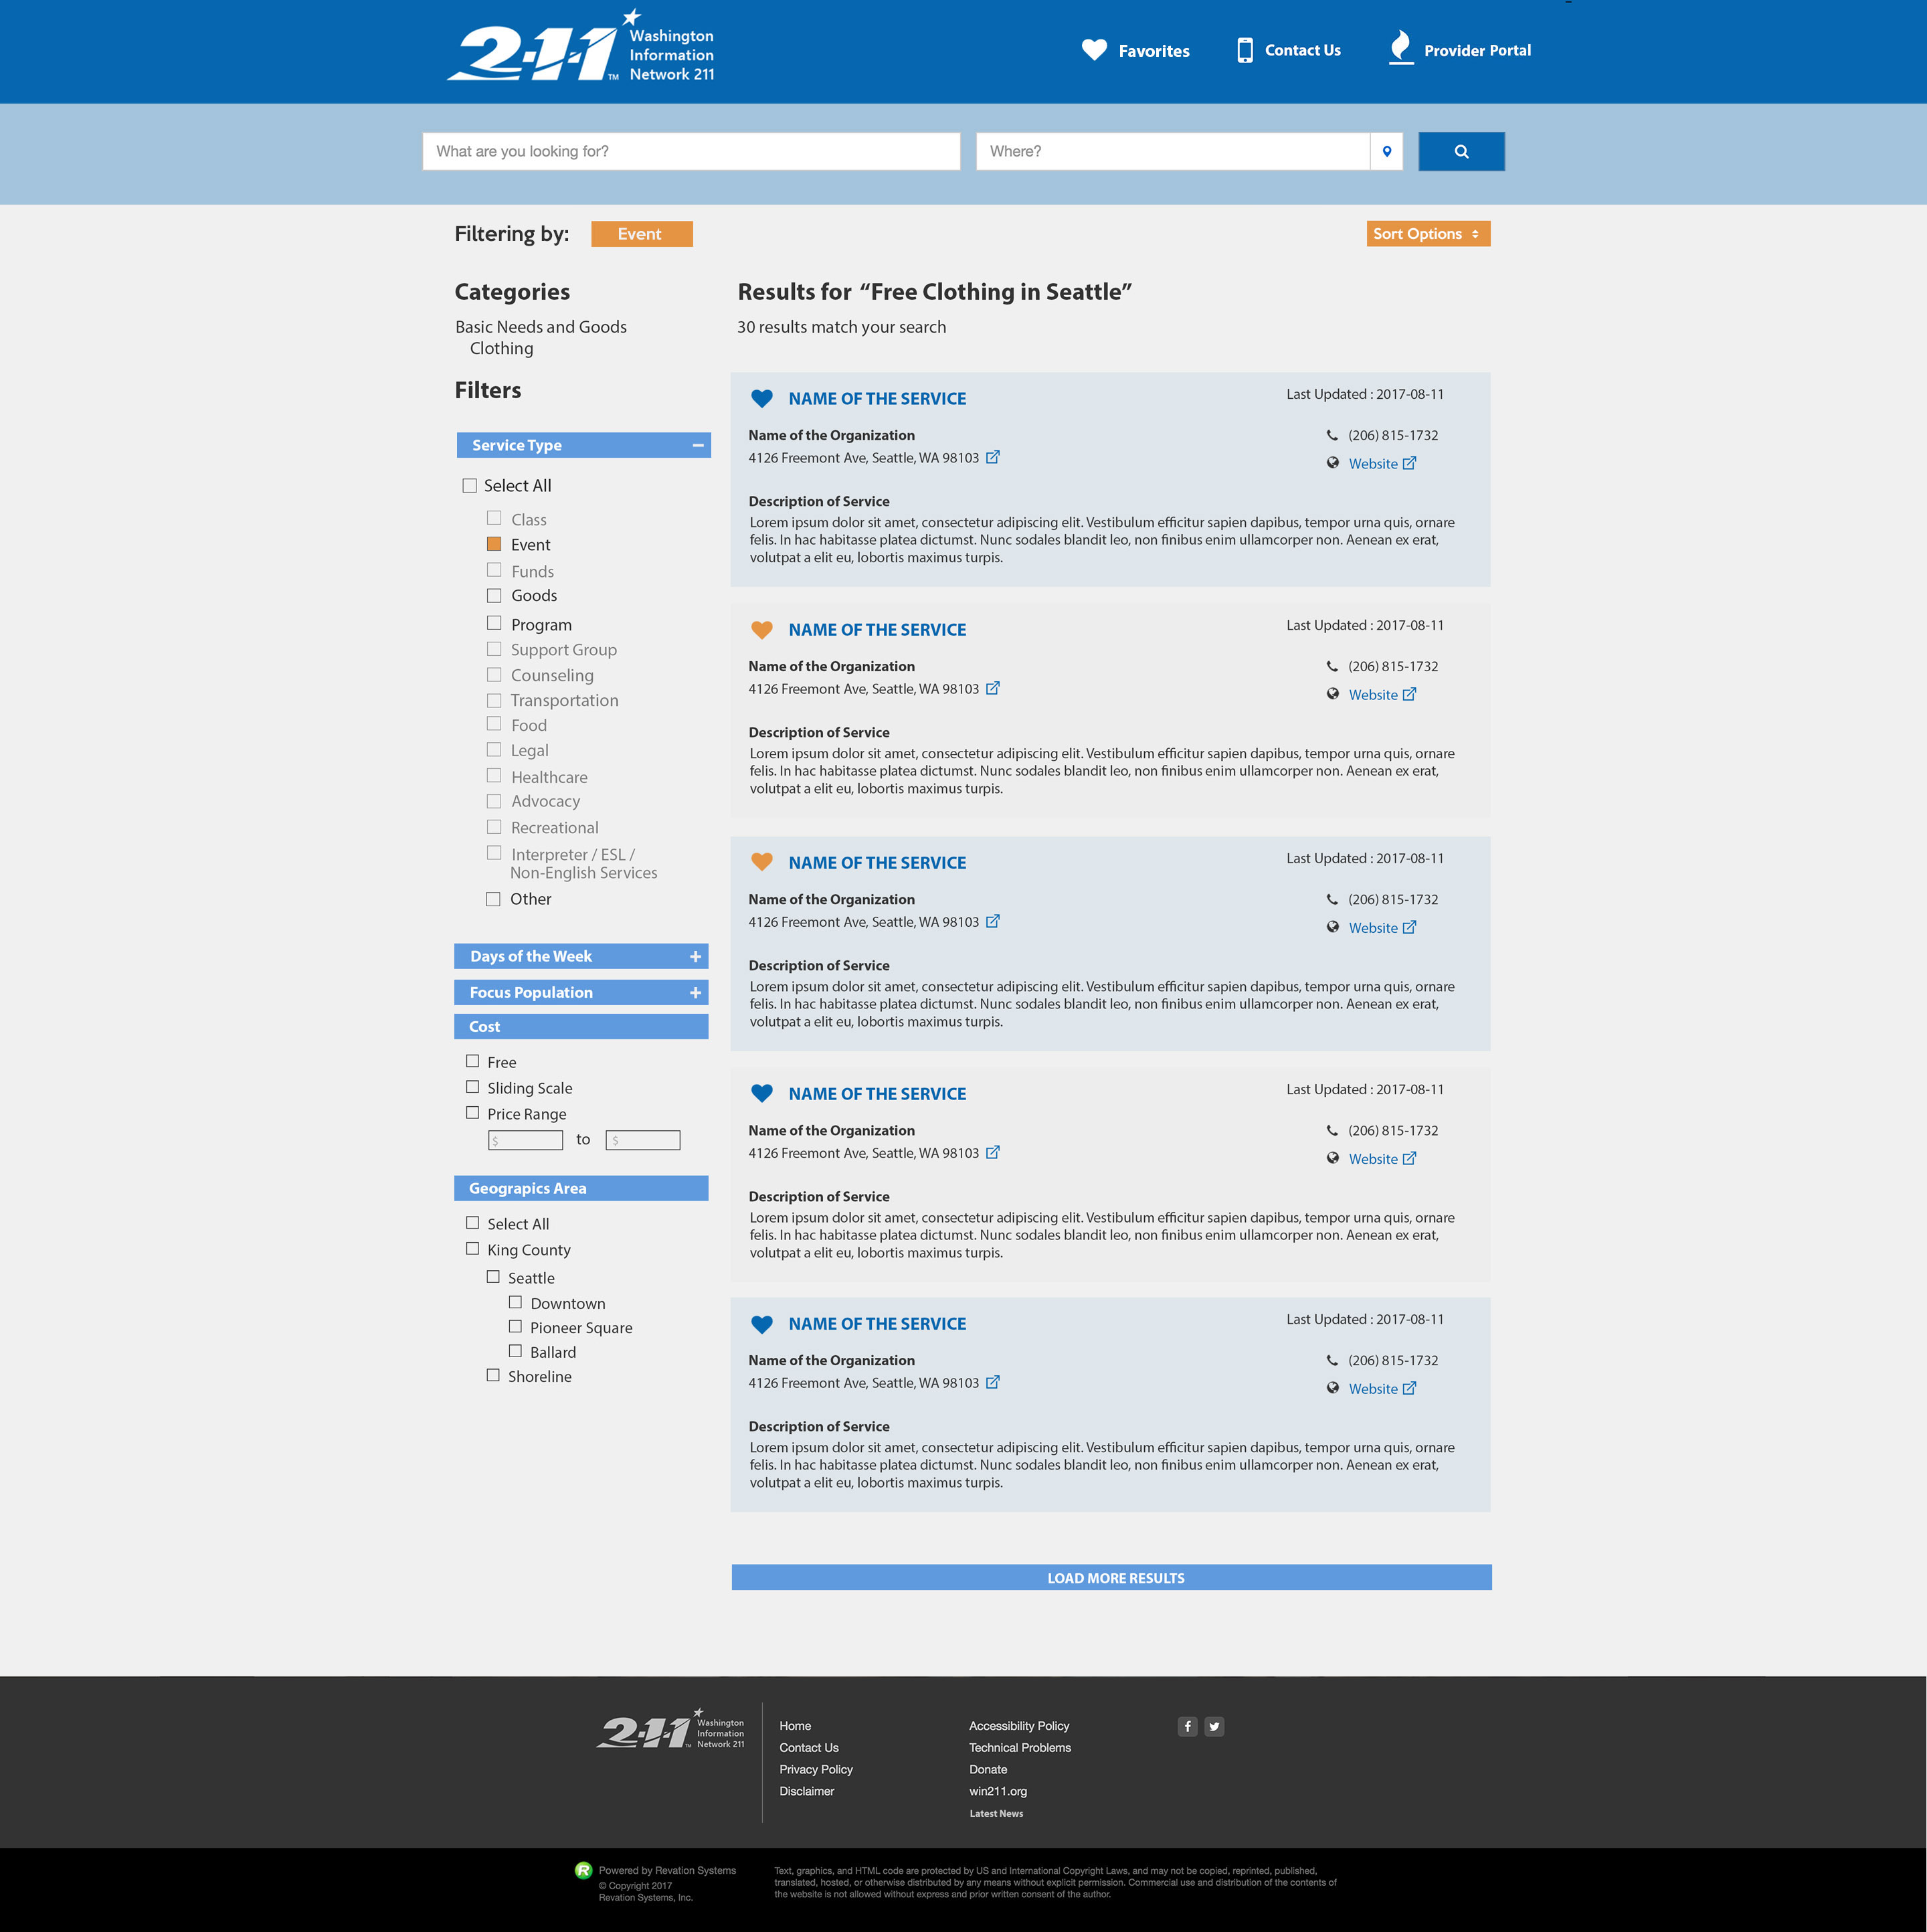 2-1-1 ™
Washington
Information
Network 211
Favorites
Contact Us
Provider Portal
What are you looking for?
Where?
Filtering by:
Event
Sort Options
Categories
Basic Needs and Goods
Clothing
Filters
Service Type
Select All
Class
Event
Funds
Goods
Program
Support Group
Counseling
Transportation
Food
Legal
Healthcare
Advocacy
Recreational
Interpreter / ESL /
Non-English Services
Other
Days of the Week
Focus Population
Cost
Free
Sliding Scale
Price Range
$ to $
Geograpics Area
Select All
King County
Seattle
Downtown
Pioneer Square
Ballard
Shoreline
Results for “Free Clothing in Seattle”
30 results match your search
NAME OF THE SERVICE
Last Updated : 2017-08-11
Name of the Organization
(206) 815-1732
4126 Freemont Ave, Seattle, WA 98103
Website
Description of Service
Lorem ipsum dolor sit amet, consectetur adipiscing elit. Vestibulum efficitur sapien dapibus, tempor urna quis, ornare
felis. In hac habitasse platea dictumst. Nunc sodales blandit leo, non finibus enim ullamcorper non. Aenean ex erat,
volutpat a elit eu, lobortis maximus turpis.
NAME OF THE SERVICE
Last Updated : 2017-08-11
Name of the Organization
(206) 815-1732
4126 Freemont Ave, Seattle, WA 98103
Website
Description of Service
Lorem ipsum dolor sit amet, consectetur adipiscing elit. Vestibulum efficitur sapien dapibus, tempor urna quis, ornare
felis. In hac habitasse platea dictumst. Nunc sodales blandit leo, non finibus enim ullamcorper non. Aenean ex erat,
volutpat a elit eu, lobortis maximus turpis.
NAME OF THE SERVICE
Last Updated : 2017-08-11
Name of the Organization
(206) 815-1732
4126 Freemont Ave, Seattle, WA 98103
Website
Description of Service
Lorem ipsum dolor sit amet, consectetur adipiscing elit. Vestibulum efficitur sapien dapibus, tempor urna quis, ornare
felis. In hac habitasse platea dictumst. Nunc sodales blandit leo, non finibus enim ullamcorper non. Aenean ex erat,
volutpat a elit eu, lobortis maximus turpis.
NAME OF THE SERVICE
Last Updated : 2017-08-11
Name of the Organization
(206) 815-1732
4126 Freemont Ave, Seattle, WA 98103
Website
Description of Service
Lorem ipsum dolor sit amet, consectetur adipiscing elit. Vestibulum efficitur sapien dapibus, tempor urna quis, ornare
felis. In hac habitasse platea dictumst. Nunc sodales blandit leo, non finibus enim ullamcorper non. Aenean ex erat,
volutpat a elit eu, lobortis maximus turpis.
NAME OF THE SERVICE
Last Updated : 2017-08-11
Name of the Organization
(206) 815-1732
4126 Freemont Ave, Seattle, WA 98103
Website
Description of Service
Lorem ipsum dolor sit amet, consectetur adipiscing elit. Vestibulum efficitur sapien dapibus, tempor urna quis, ornare
felis. In hac habitasse platea dictumst. Nunc sodales blandit leo, non finibus enim ullamcorper non. Aenean ex erat,
volutpat a elit eu, lobortis maximus turpis.
LOAD MORE RESULTS
2-1-1 ™
Washington
Information
Network 211
Home
Contact Us
Privacy Policy
Disclaimer
Accessibility Policy
Technical Problems
Donate
win211.org
Latest News
R
Powered by Revation Systems
© Copyright 2017
Revation Systems, Inc.
Text, graphics, and HTML code are protected by US and International Copyright Laws, and may not be copied, reprinted, published,
translated, hosted, or otherwise distributed by any means without explicit permission. Commercial use and distribution of the contents of
the website is not allowed without express and prior written consent of the author.